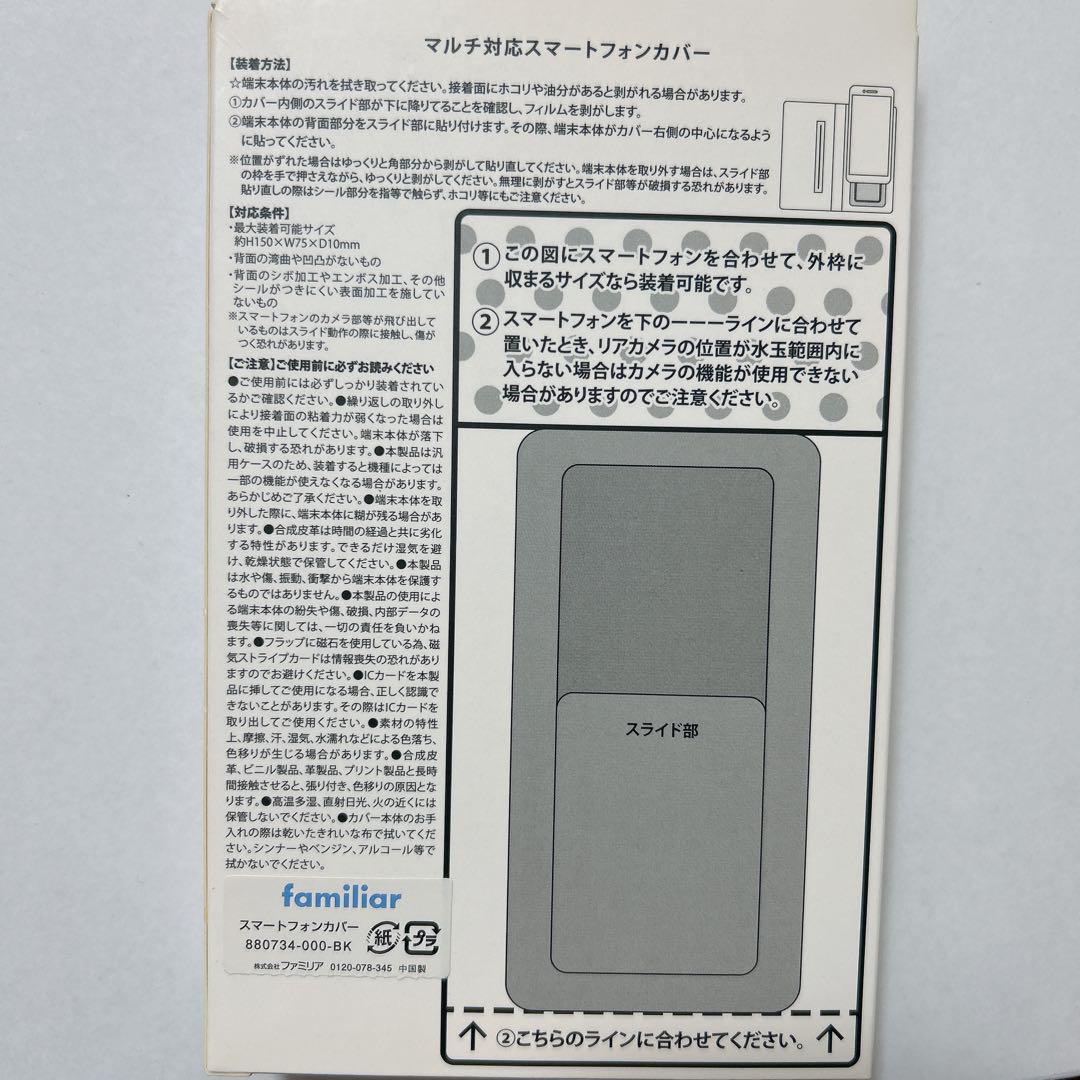 マルチ対応スマートフォンカバー
【装着方法】
☆端末本体の汚れを拭き取ってください。接着面にホコリや油分があると剥がれる場合があります。
①カバー内側のスライド部が下に降りてることを確認し、フィルムを剥がします。
②端末本体の背面部分をスライド部に貼り付けます。その際、端末本体がカバー右側の中心になるよう
に貼ってください。
※位置がずれた場合はゆっくりと角部分から剥がして貼り直してください。端末本体を取り外す場合は、スライド部
の枠を手で押さえながら、ゆっくりと剥がしてください。無理に剥がすとスライド部等が破損する恐れがあります。
貼り直しの際はシール部分を指等で触らず、ホコリ等にもご注意ください。
【対応条件】
・最大装着可能サイズ
約H150×W75×D10mm
・背面の湾曲や凹凸がないもの
・背面のシボ加工やエンボス加工、その他
シールがつきにくい表面加工を施してい
ないもの
※スマートフォンのカメラ部等が飛び出して
いるものはスライド動作の際に接触し、傷が
つく恐れがあります。
【ご注意】ご使用前に必ずお読みください
●ご使用前には必ずしっかり装着されてい
るかご確認ください。●繰り返しの取り外し
により接着面の粘着力が弱くなった場合は
使用を中止してください。端末本体が落下
し、破損する恐れがあります。●本製品は汎
用ケースのため、装着すると機種によっては
一部の機能が使えなくなる場合があります。
あらかじめご了承ください。●端末本体を取
り外した際に、端末本体に糊が残る場合があ
ります。●合成皮革は時間の経過と共に劣化
する特性があります。できるだけ湿気を避
け、乾燥状態で保管してください。●本製品
は水や傷、振動、衝撃から端末本体を保護す
るものではありません。●本製品の使用によ
る端末本体の紛失や傷、破損、内部データの
喪失等に関しては、一切の責任を負いかね
ます。●フラップに磁石を使用している為、磁
気ストライプカードは情報喪失の恐れがあり
ますのでお避けください。●ICカードを本製
品に挿してご使用になる場合、正しく認識で
きないことがあります。その際はICカードを
取り出してご使用ください。●素材の特性
上、摩擦、汗、湿気、水濡れなどによる色落ち、
色移りが生じる場合があります。●合成皮
革、ビニル製品、革製品、プリント製品と長時
間接触させると、張り付き、色移りの原因とな
ります。●高温多湿、直射日光、火の近くには
保管しないでください。●カバー本体のお手
入れの際は乾いたきれいな布で拭いてくだ
さい。シンナーやベンジン、アルコール等で
拭かないでください。
familiar
スマートフォンカバー
880734-000-BK
紙
プラ
株式会社ファミリア 0120-078-345 中国製
①この図にスマートフォンを合わせて、外枠に
収まるサイズなら装着可能です。
②スマートフォンを下のーーーラインに合わせて
置いたとき、リアカメラの位置が水玉範囲内に
入らない場合はカメラの機能が使用できない
場合がありますのでご注意ください。
スライド部
↑ ②こちらのラインに合わせてください。 ↑